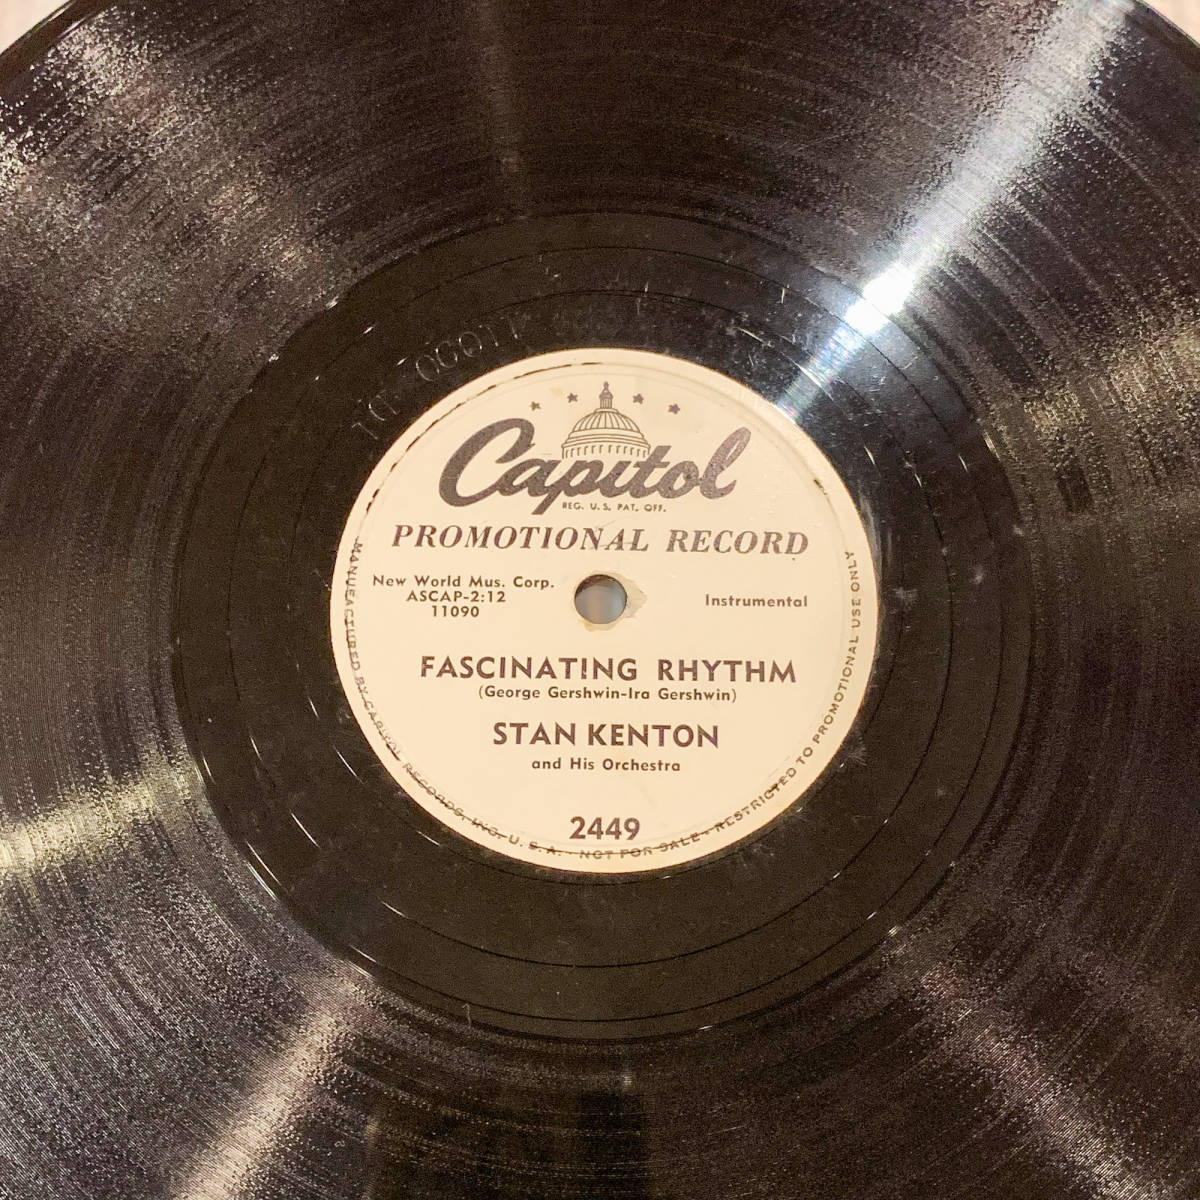 Capitol
REG. U.S. PAT. OFF.
PROMOTIONAL RECORD
New World Mus. Corp.
ASCAP-2:12
11090
Instrumental
FASCINATING RHYTHM
(George Gershwin-Ira Gershwin)
STAN KENTON
and His Orchestra
2449
MANUFACTURED BY CAPITOL RECORDS, INC. U.S.A. - NOT FOR SALE - RESTRICTED TO PROMOTIONAL USE ONLY